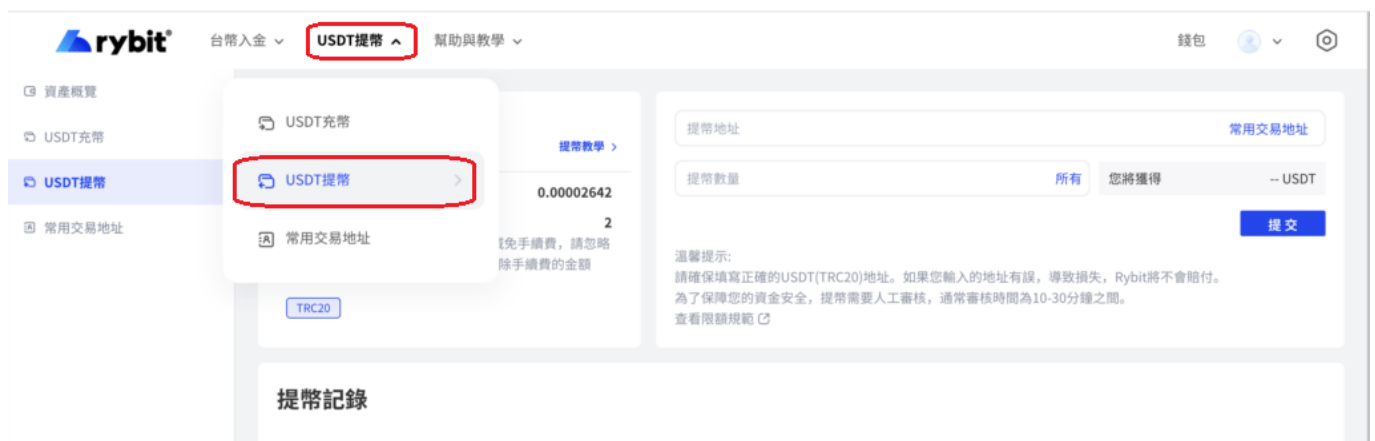 rybit
台幣入金
USDT提幣
幫助與教學
錢包
資產概覽
USDT充幣
USDT提幣
常用交易地址
USDT充幣
USDT提幣
常用交易地址
提幣教學 >
0.00002642
2
免手續費，請忽略
除手續費的金額
TRC20
提幣地址 常用交易地址
提幣數量 所有 您將獲得 -- USDT
提交
溫馨提示:
請確保填寫正確的USDT(TRC20)地址。如果您輸入的地址有誤，導致損失，Rybit將不會賠付。
為了保障您的資金安全，提幣需要人工審核，通常審核時間為10-30分鐘之間。
查看限額規範
提幣記錄